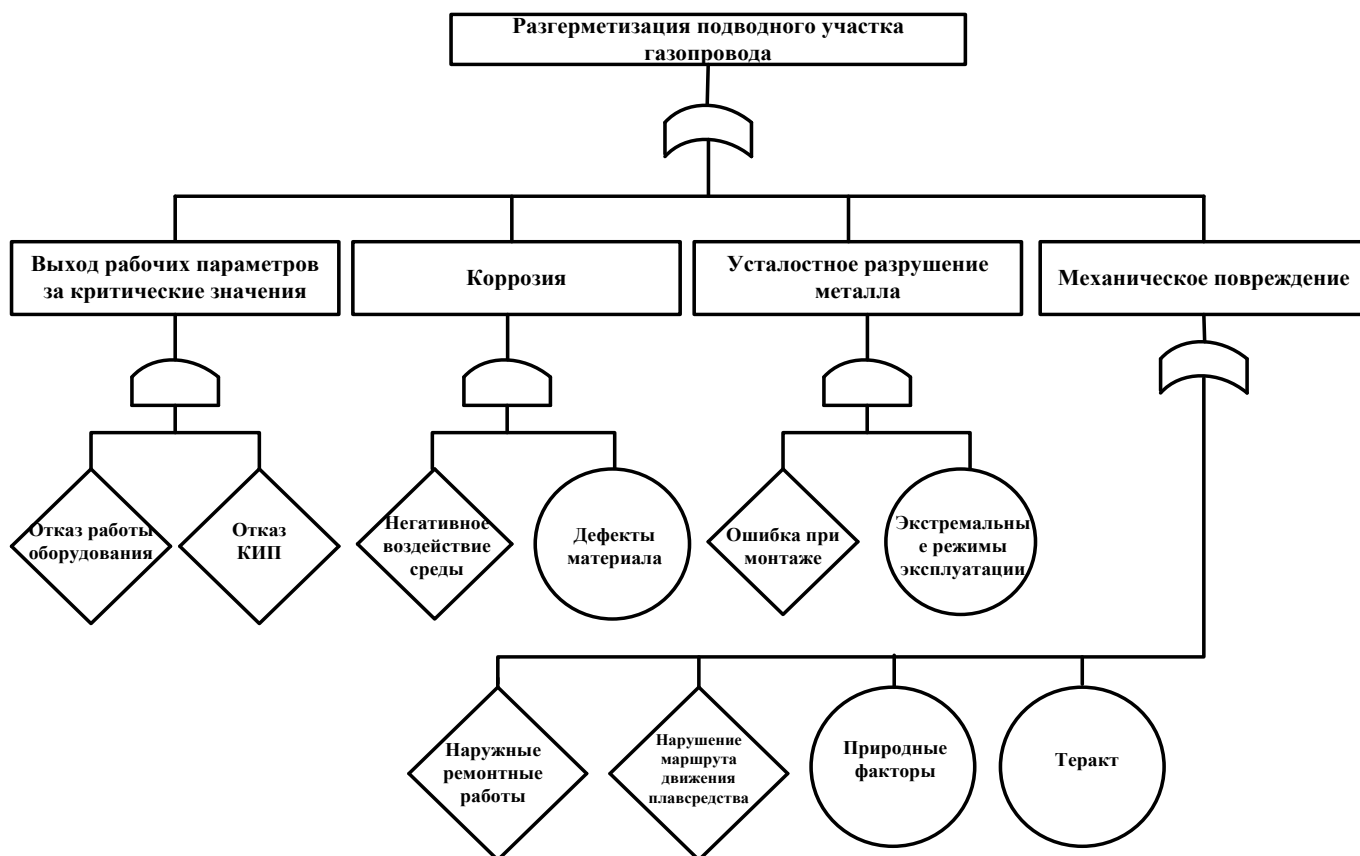 Разгерметизация подводного участка
газопровода
Выход рабочих параметров
за критические значения
Коррозия
Усталостное разрушение
металла
Механическое повреждение
Отказ работы
оборудования
Отказ
КИП
Негативное
воздействие
среды
Дефекты
материала
Ошибка при
монтаже
Экстремальны
е режимы
эксплуатации
Наружные
ремонтные
работы
Нарушение
маршрута
движения
плавсредства
Природные
факторы
Теракт